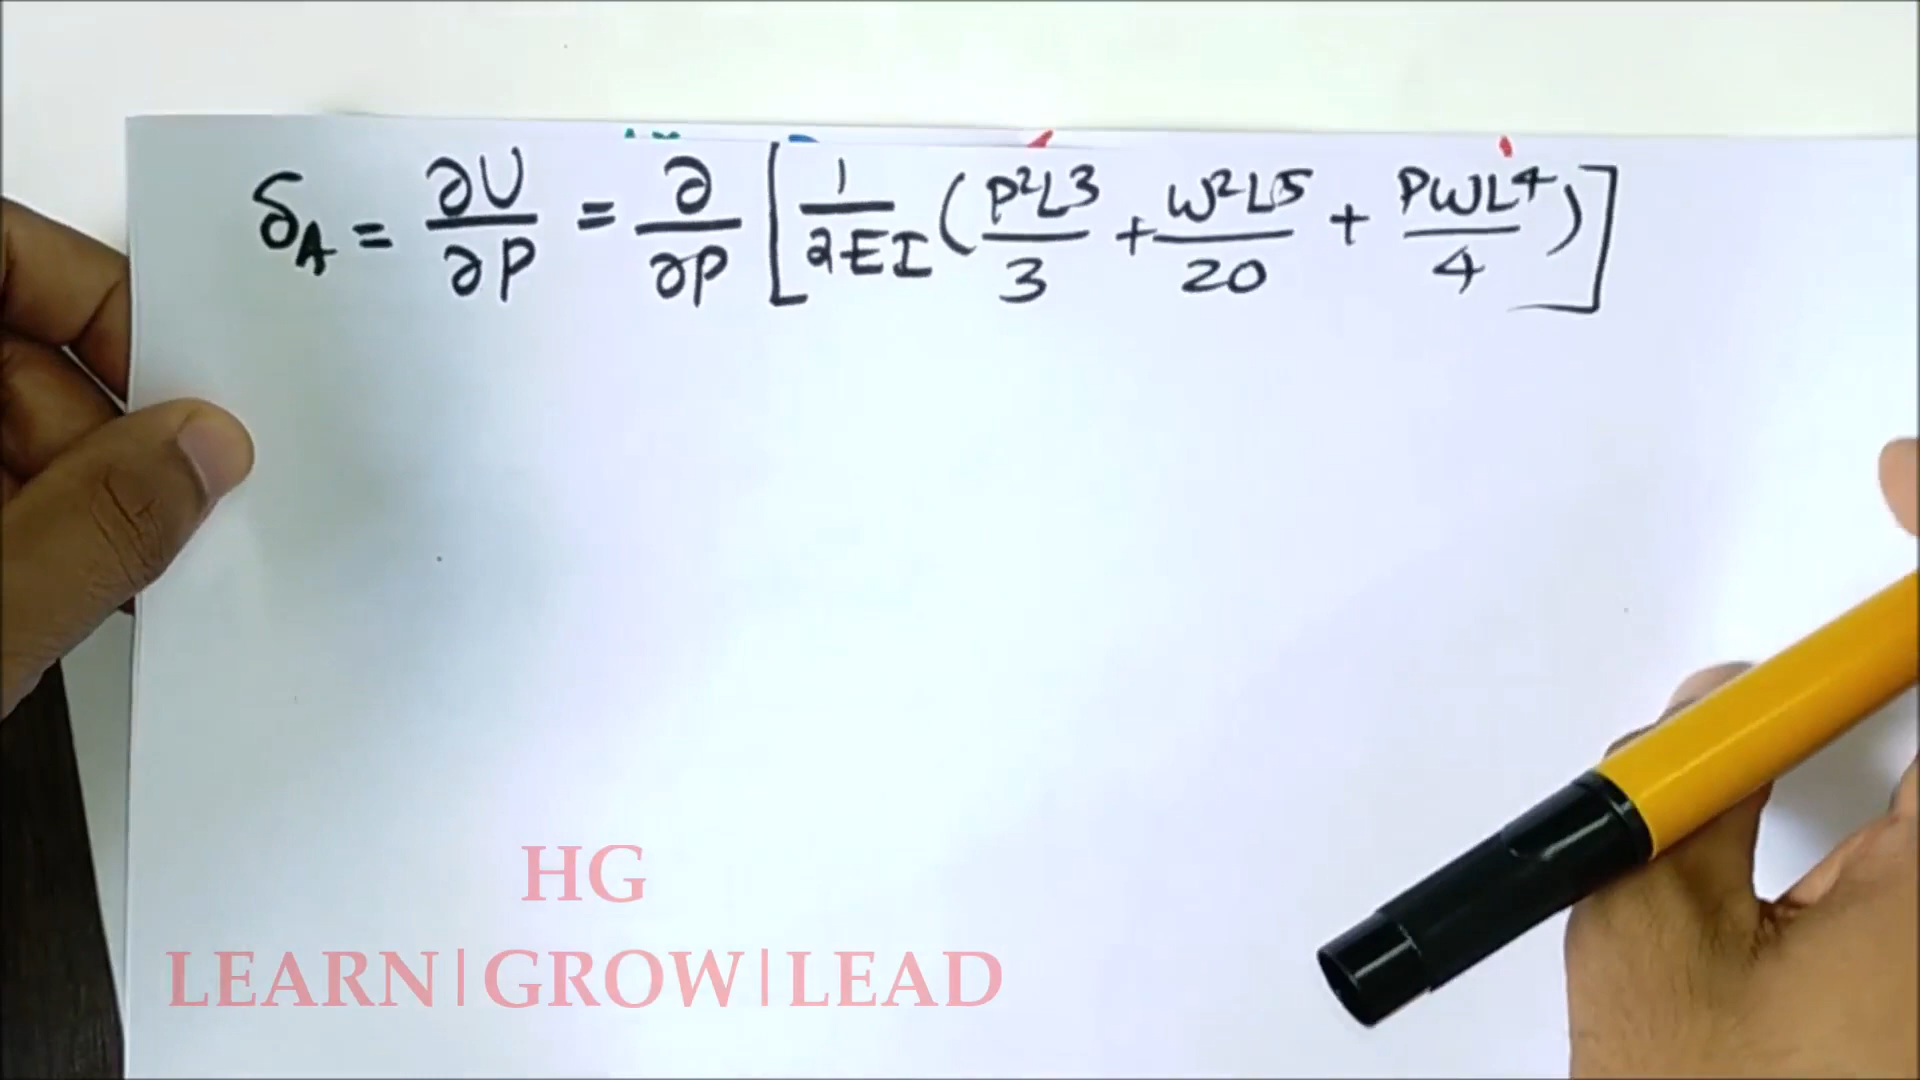 δA = ∂U/∂P = ∂/∂P [1/2EI (P²L³/3 + W²L⁵/20 + PWL⁴/4)]
HG
LEARN|GROW|LEAD